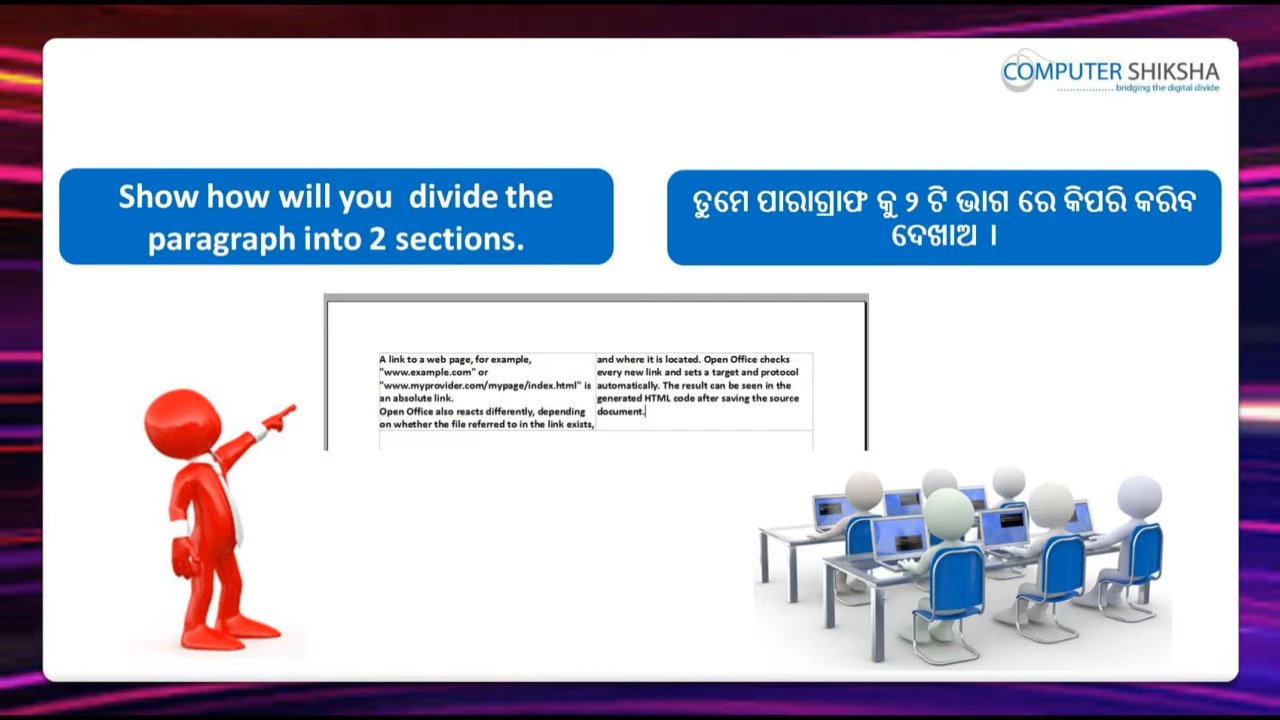 COMPUTER SHIKSHA
bridging the digital divide
Show how will you divide the
paragraph into 2 sections.
ତୁମେ ପାରାଗ୍ରାଫ କୁ ୨ ଟି ଭାଗ ରେ କିପରି କରିବ
ଦେଖାଅ ।
A link to a web page, for example,
"www.example.com" or
"www.myprovider.com/mypage/index.html" is
an absolute link.
Open Office also reacts differently, depending
on whether the file referred to in the link exists,
and where it is located. Open Office checks
every new link and sets a target and protocol
automatically. The result can be seen in the
generated HTML code after saving the source
document.